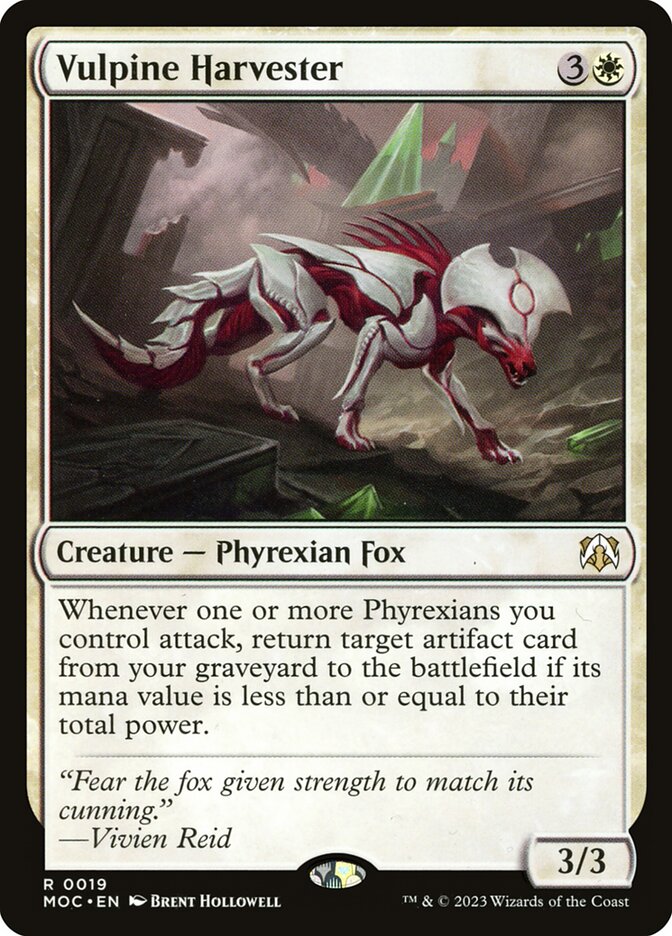 Vulpine Harvester 3
Creature — Phyrexian Fox
Whenever one or more Phyrexians you
control attack, return target artifact card
from your graveyard to the battlefield if its
mana value is less than or equal to their
total power.
“Fear the fox given strength to match its
cunning.”
—Vivien Reid
3/3
R 0019
MOC • EN Brent Hollowell ™ & © 2023 Wizards of the Coast